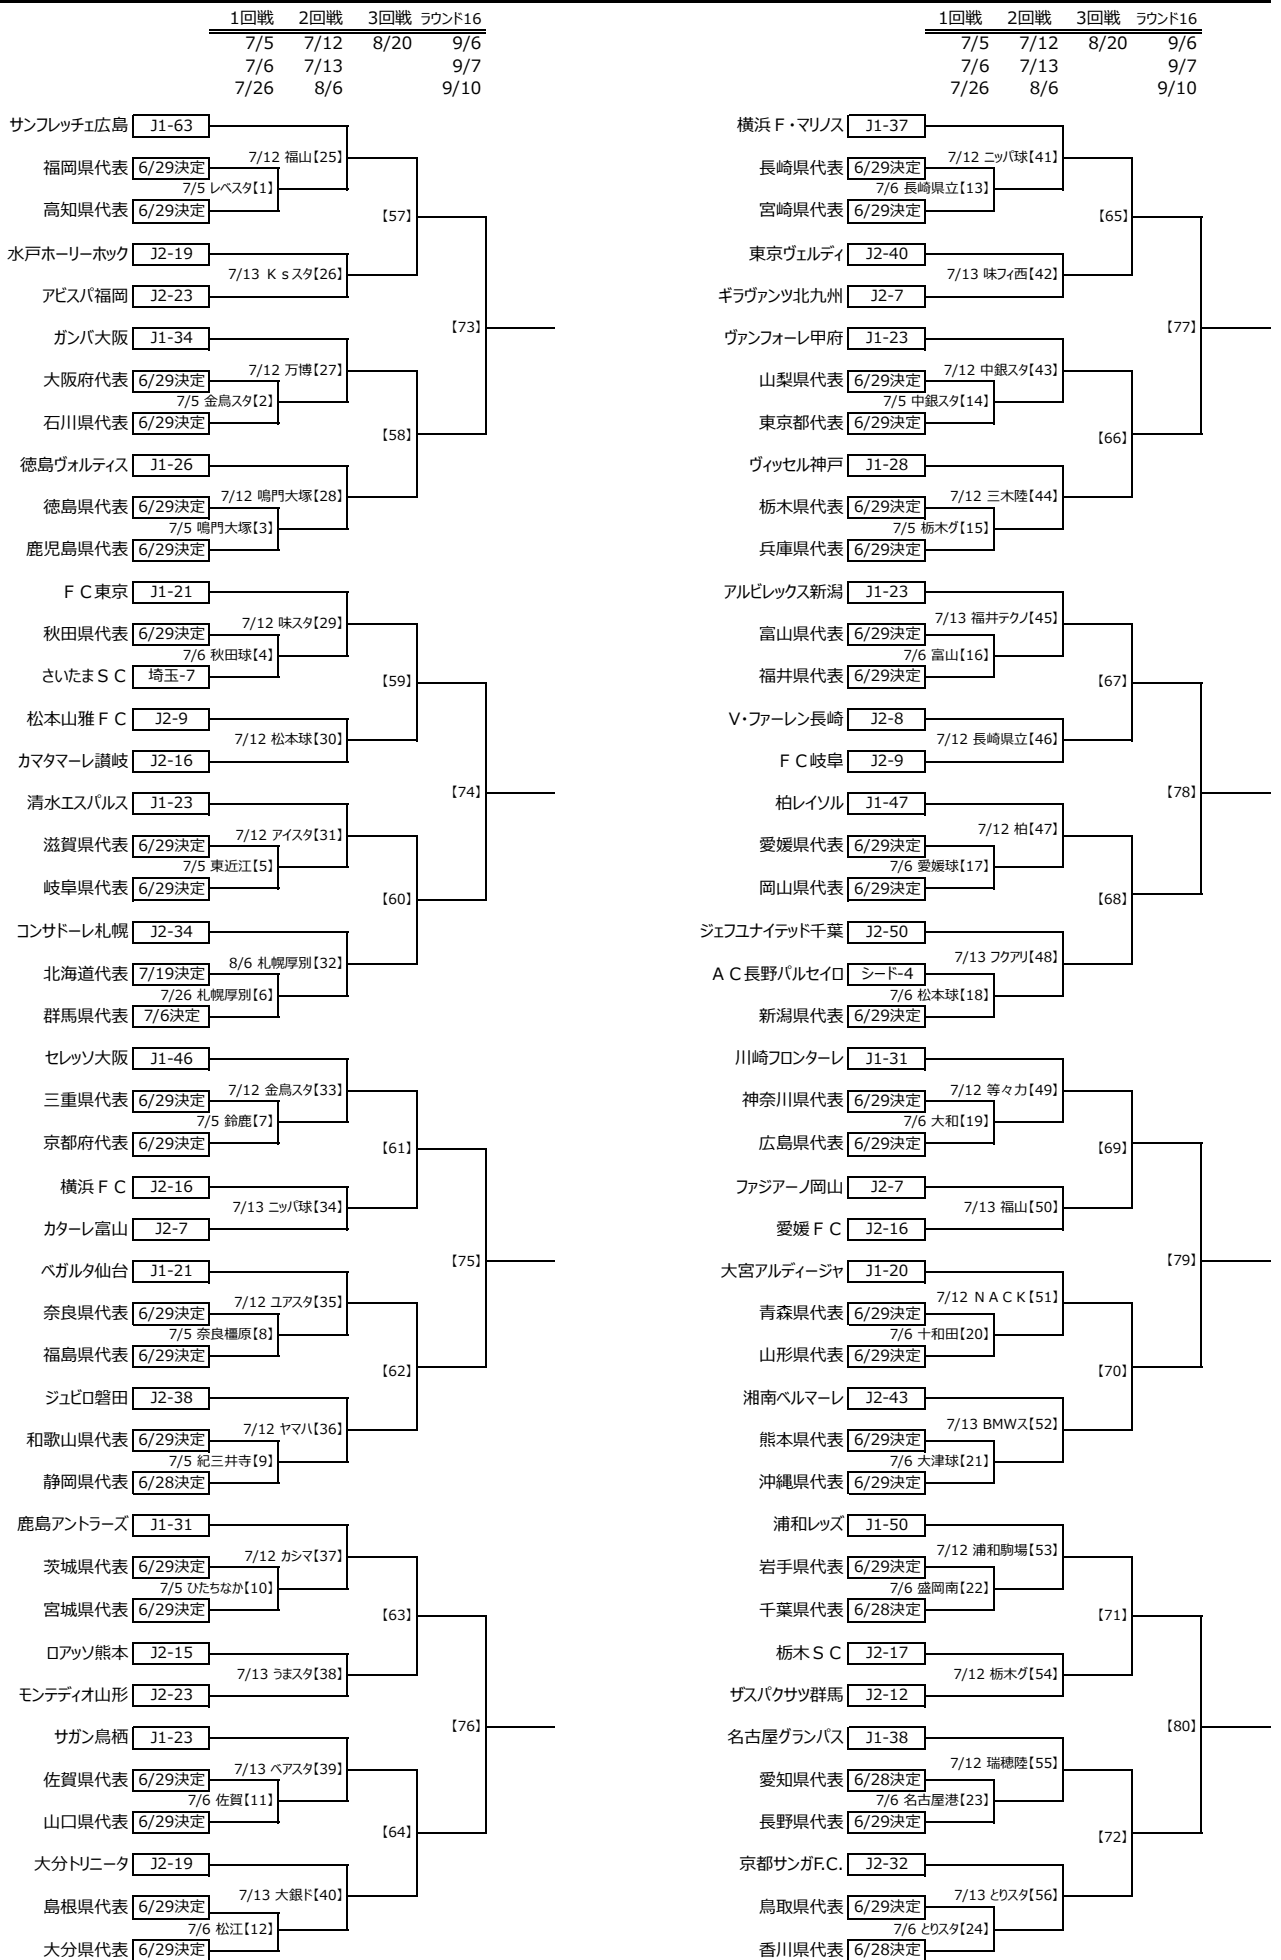 1回戦 2回戦 3回戦 ラウンド16
7/5 7/12 8/20 9/6
7/6 7/13 9/7
7/26 8/6 9/10
サンフレッチェ広島 J1-63
7/12 福山【25】
福岡県代表 6/29決定
7/5 レベスタ【1】
高知県代表 6/29決定
【57】
水戸ホーリーホック J2-19
7/13 Ｋｓスタ【26】
アビスパ福岡 J2-23
【73】
ガンバ大阪 J1-34
7/12 万博【27】
大阪府代表 6/29決定
7/5 金鳥スタ【2】
石川県代表 6/29決定
【58】
徳島ヴォルティス J1-26
7/12 鳴門大塚【28】
徳島県代表 6/29決定
7/5 鳴門大塚【3】
鹿児島県代表 6/29決定
ＦＣ東京 J1-21
7/12 味スタ【29】
秋田県代表 6/29決定
7/6 秋田球【4】
さいたまＳＣ 埼玉-7
【59】
松本山雅ＦＣ J2-9
7/12 松本球【30】
カマタマーレ讃岐 J2-16
【74】
清水エスパルス J1-23
7/12 アイスタ【31】
滋賀県代表 6/29決定
7/5 東近江【5】
岐阜県代表 6/29決定
【60】
コンサドーレ札幌 J2-34
8/6 札幌厚別【32】
北海道代表 7/19決定
7/26 札幌厚別【6】
群馬県代表 7/6決定
セレッソ大阪 J1-46
7/12 金鳥スタ【33】
三重県代表 6/29決定
7/5 鈴鹿【7】
京都府代表 6/29決定
【61】
横浜ＦＣ J2-16
7/13 ニッパ球【34】
カターレ富山 J2-7
【75】
ベガルタ仙台 J1-21
7/12 ユアスタ【35】
奈良県代表 6/29決定
7/5 奈良橿原【8】
福島県代表 6/29決定
【62】
ジュビロ磐田 J2-38
7/12 ヤマハ【36】
和歌山県代表 6/29決定
7/5 紀三井寺【9】
静岡県代表 6/28決定
鹿島アントラーズ J1-31
7/12 カシマ【37】
茨城県代表 6/29決定
7/5 ひたちなか【10】
宮城県代表 6/29決定
【63】
ロアッソ熊本 J2-15
7/13 うまスタ【38】
モンテディオ山形 J2-23
【76】
サガン鳥栖 J1-23
7/13 ベアスタ【39】
佐賀県代表 6/29決定
7/6 佐賀【11】
山口県代表 6/29決定
【64】
大分トリニータ J2-19
7/13 大銀ド【40】
島根県代表 6/29決定
7/6 松江【12】
大分県代表 6/29決定
1回戦 2回戦 3回戦 ラウンド16
7/5 7/12 8/20 9/6
7/6 7/13 9/7
7/26 8/6 9/10
横浜Ｆ・マリノス J1-37
7/12 ニッパ球【41】
長崎県代表 6/29決定
7/6 長崎県立【13】
宮崎県代表 6/29決定
【65】
東京ヴェルディ J2-40
7/13 味フィ西【42】
ギラヴァンツ北九州 J2-7
【77】
ヴァンフォーレ甲府 J1-23
7/12 中銀スタ【43】
山梨県代表 6/29決定
7/5 中銀スタ【14】
東京都代表 6/29決定
【66】
ヴィッセル神戸 J1-28
7/12 三木陸【44】
栃木県代表 6/29決定
7/5 栃木グ【15】
兵庫県代表 6/29決定
アルビレックス新潟 J1-23
7/13 福井テクノ【45】
富山県代表 6/29決定
7/6 富山【16】
福井県代表 6/29決定
【67】
Ｖ・ファーレン長崎 J2-8
7/12 長崎県立【46】
ＦＣ岐阜 J2-9
【78】
柏レイソル J1-47
7/12 柏【47】
愛媛県代表 6/29決定
7/6 愛媛球【17】
岡山県代表 6/29決定
【68】
ジェフユナイテッド千葉 J2-50
7/13 フクアリ【48】
ＡＣ長野パルセイロ シード-4
7/6 松本球【18】
新潟県代表 6/29決定
川崎フロンターレ J1-31
7/12 等々力【49】
神奈川県代表 6/29決定
7/6 大和【19】
広島県代表 6/29決定
【69】
ファジアーノ岡山 J2-7
7/13 福山【50】
愛媛ＦＣ J2-16
【79】
大宮アルディージャ J1-20
7/12 ＮＡＣＫ【51】
青森県代表 6/29決定
7/6 十和田【20】
山形県代表 6/29決定
【70】
湘南ベルマーレ J2-43
7/13 BMWス【52】
熊本県代表 6/29決定
7/6 大津球【21】
沖縄県代表 6/29決定
浦和レッズ J1-50
7/12 浦和駒場【53】
岩手県代表 6/29決定
7/6 盛岡南【22】
千葉県代表 6/28決定
【71】
栃木ＳＣ J2-17
7/12 栃木グ【54】
ザスパクサツ群馬 J2-12
【80】
名古屋グランパス J1-38
7/12 瑞穂陸【55】
愛知県代表 6/28決定
7/6 名古屋港【23】
長野県代表 6/29決定
【72】
京都サンガF.C. J2-32
7/13 とりスタ【56】
鳥取県代表 6/29決定
7/6 とりスタ【24】
香川県代表 6/28決定